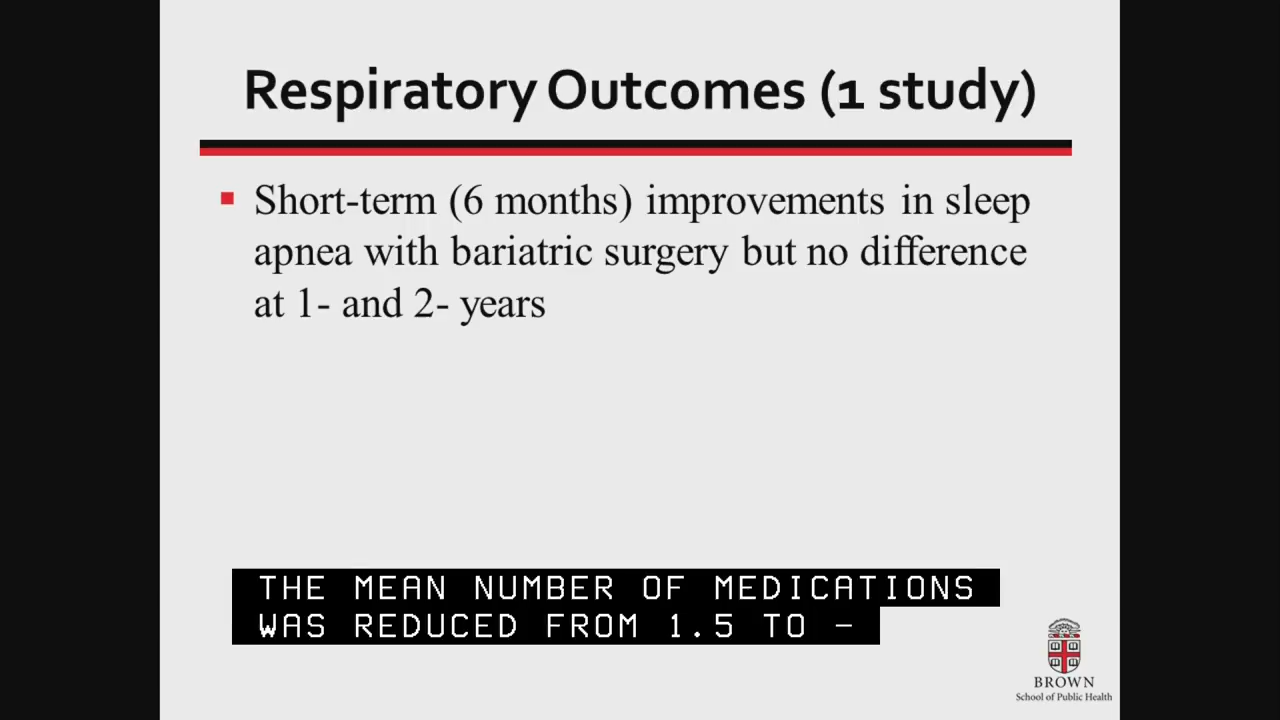 Respiratory Outcomes (1 study)
Short-term (6 months) improvements in sleep
apnea with bariatric surgery but no difference
at 1- and 2- years
THE MEAN NUMBER OF MEDICATIONS
WAS REDUCED FROM 1.5 TO -
BROWN
School of Public Health